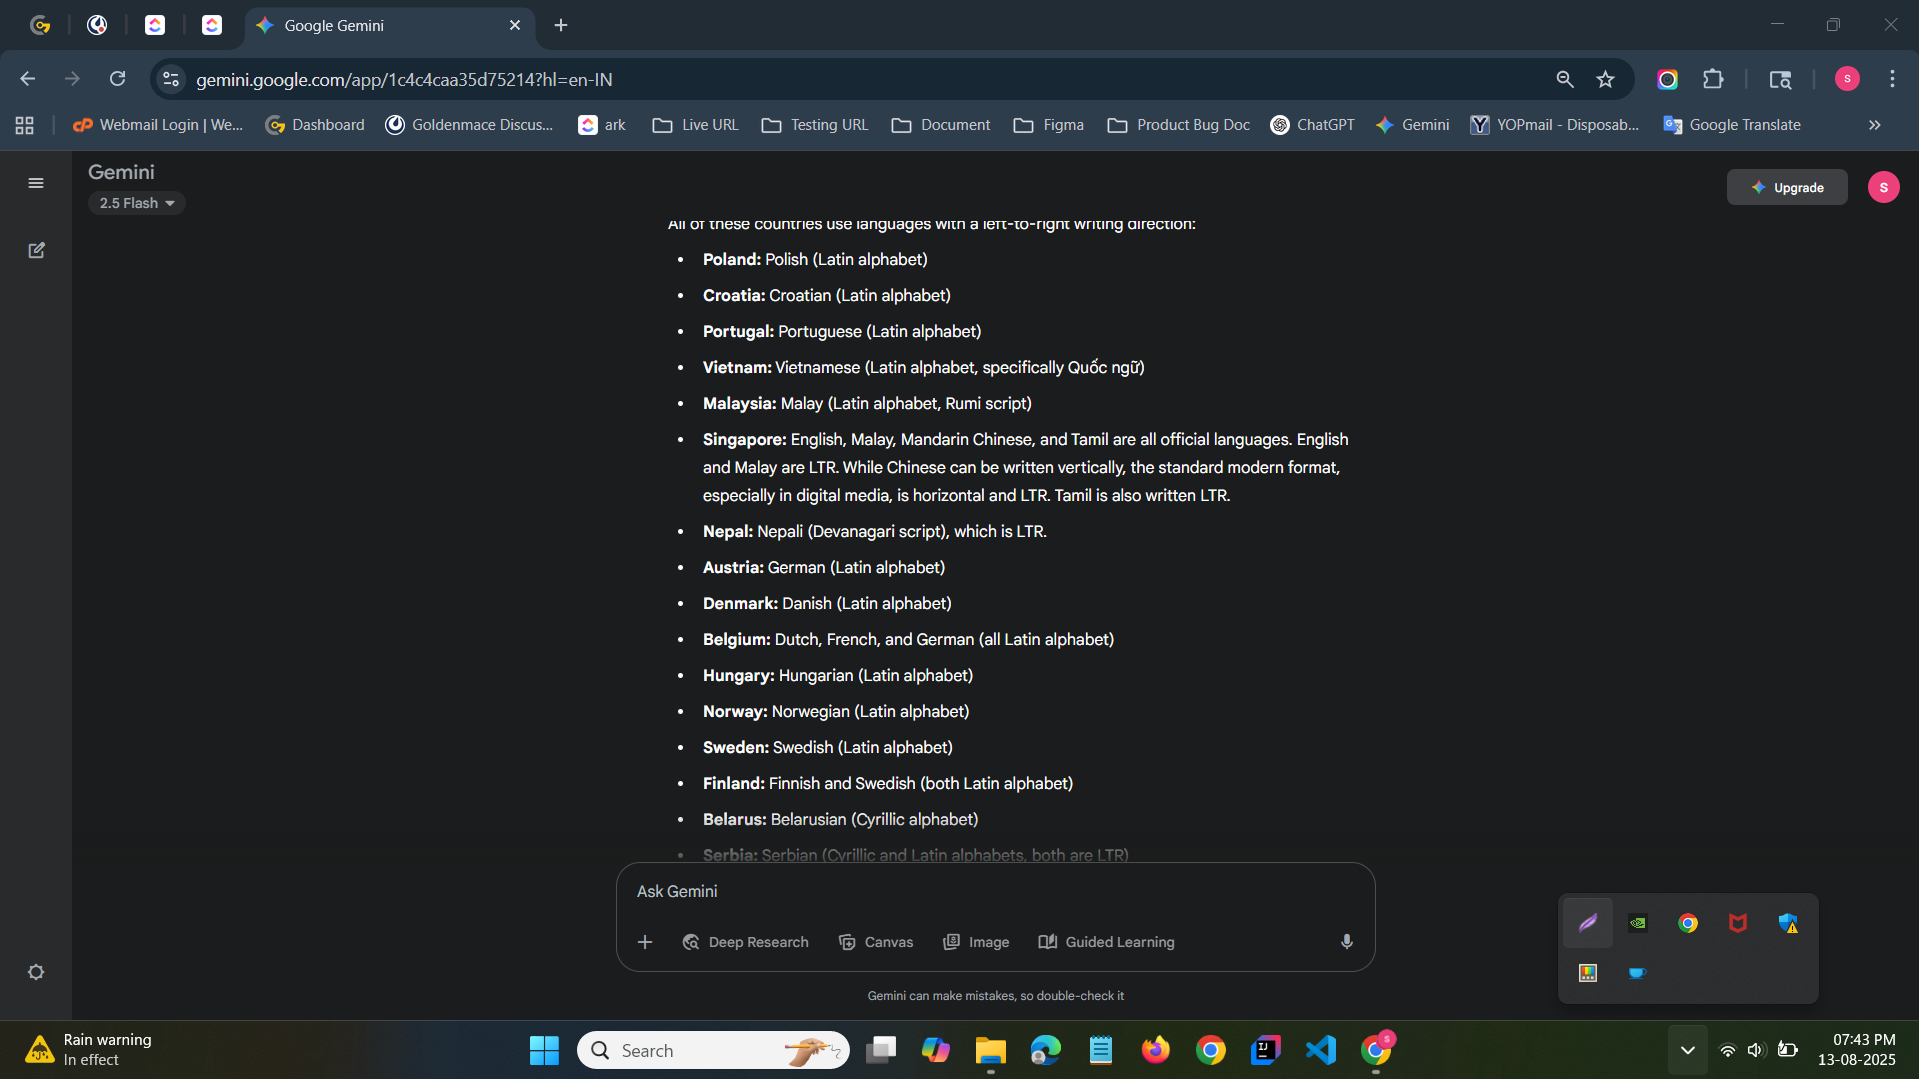 Google Gemini
gemini.google.com/app/1c4c4caa35d75214?hl=en-IN
S
Webmail Login | We...
Dashboard
Goldenmace Discus...
ark
Live URL
Testing URL
Document
Figma
Product Bug Doc
ChatGPT
Gemini
YOPmail - Disposab...
Google Translate
Gemini
2.5 Flash
Upgrade
S
All of these countries use languages with a left-to-right writing direction:
• Poland: Polish (Latin alphabet)
• Croatia: Croatian (Latin alphabet)
• Portugal: Portuguese (Latin alphabet)
• Vietnam: Vietnamese (Latin alphabet, specifically Quốc ngữ)
• Malaysia: Malay (Latin alphabet, Rumi script)
• Singapore: English, Malay, Mandarin Chinese, and Tamil are all official languages. English
and Malay are LTR. While Chinese can be written vertically, the standard modern format,
especially in digital media, is horizontal and LTR. Tamil is also written LTR.
• Nepal: Nepali (Devanagari script), which is LTR.
• Austria: German (Latin alphabet)
• Denmark: Danish (Latin alphabet)
• Belgium: Dutch, French, and German (all Latin alphabet)
• Hungary: Hungarian (Latin alphabet)
• Norway: Norwegian (Latin alphabet)
• Sweden: Swedish (Latin alphabet)
• Finland: Finnish and Swedish (both Latin alphabet)
• Belarus: Belarusian (Cyrillic alphabet)
• Serbia: Serbian (Cyrillic and Latin alphabets, both are LTR)
Ask Gemini
Deep Research
Canvas
Image
Guided Learning
Gemini can make mistakes, so double-check it
Rain warning
In effect
Search
07:43 PM
13-08-2025